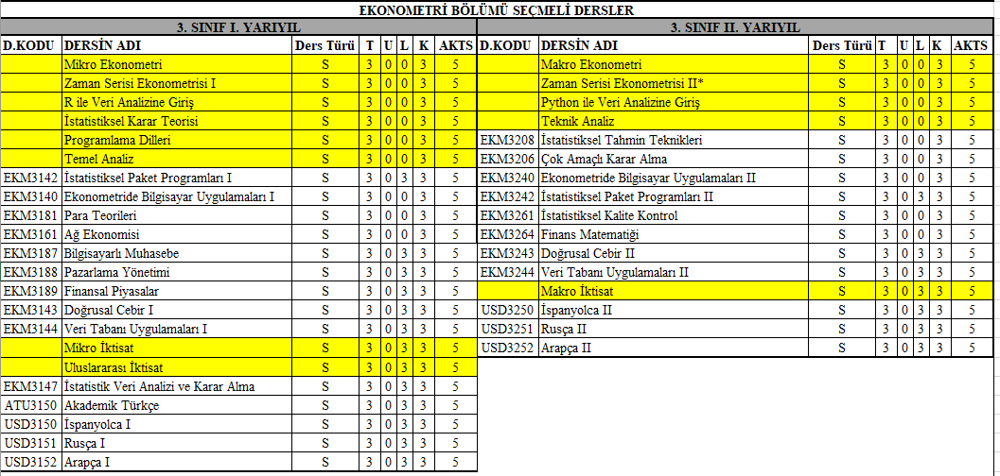 EKONOMETRİ BÖLÜMÜ SEÇMELİ DERSLER
3. SINIF I. YARIYIL 3. SINIF II. YARIYIL
D.KODU DERSİN ADI Ders Türü T U L K AKTS D.KODU DERSİN ADI Ders Türü T U L K AKTS
Mikro Ekonometri S 3 0 0 3 5 Makro Ekonometri S 3 0 0 3 5
Zaman Serisi Ekonometrisi I S 3 0 0 3 5 Zaman Serisi Ekonometrisi II* S 3 0 0 3 5
R ile Veri Analizine Giriş S 3 0 0 3 5 Python ile Veri Analizine Giriş S 3 0 0 3 5
İstatistiksel Karar Teorisi S 3 0 0 3 5 Teknik Analiz S 3 0 0 3 5
Programlama Dilleri S 3 0 0 3 5 EKM3208 İstatistiksel Tahmin Teknikleri S 3 0 0 3 5
Temel Analiz S 3 0 0 3 5 EKM3206 Çok Amaçlı Karar Alma S 3 0 0 3 5
EKM3142 İstatistiksel Paket Programları I S 3 0 3 3 5 EKM3240 Ekonometride Bilgisayar Uygulamaları II S 3 0 0 3 5
EKM3140 Ekonometride Bilgisayar Uygulamaları I S 3 0 0 3 5 EKM3242 İstatistiksel Paket Programları II S 3 0 3 3 5
EKM3181 Para Teorileri S 3 0 0 3 5 EKM3261 İstatistiksel Kalite Kontrol S 3 0 0 3 5
EKM3161 Ağ Ekonomisi S 3 0 0 3 5 EKM3264 Finans Matematiği S 3 0 0 3 5
EKM3187 Bilgisayarlı Muhasebe S 3 0 3 3 5 EKM3243 Doğrusal Cebir II S 3 0 3 3 5
EKM3188 Pazarlama Yönetimi S 3 0 3 3 5 EKM3244 Veri Tabanı Uygulamaları II S 3 0 3 3 5
EKM3189 Finansal Piyasalar S 3 0 3 3 5 Makro İktisat S 3 0 3 3 5
EKM3143 Doğrusal Cebir I S 3 0 3 3 5 USD3250 İspanyolca II S 3 0 3 3 5
EKM3144 Veri Tabanı Uygulamaları I S 3 0 3 3 5 USD3251 Rusça II S 3 0 3 3 5
Mikro İktisat S 3 0 3 3 5 USD3252 Arapça II S 3 0 3 3 5
Uluslararası İktisat S 3 0 3 3 5
EKM3147 İstatistik Veri Analizi ve Karar Alma S 3 0 3 3 5
ATU3150 Akademik Türkçe S 3 0 3 3 5
USD3150 İspanyolca I S 3 0 3 3 5
USD3151 Rusça I S 3 0 3 3 5
USD3152 Arapça I S 3 0 3 3 5